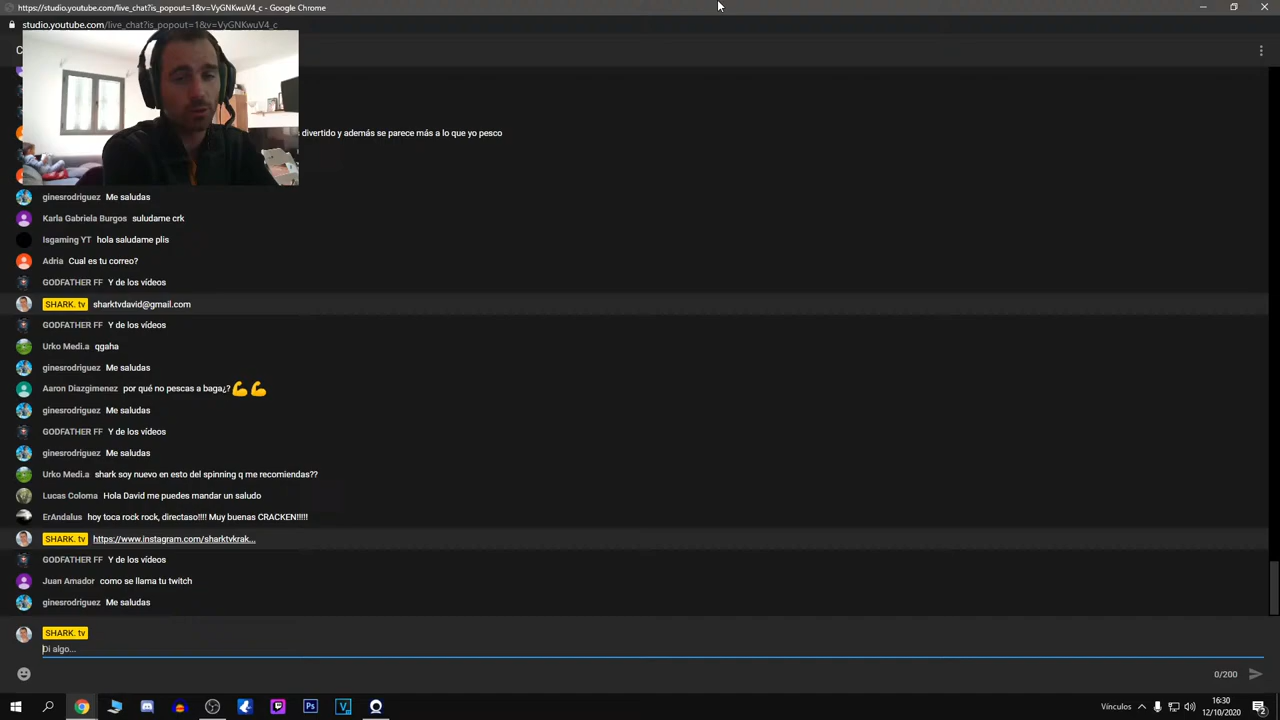 https://studio.youtube.com/live_chat?is_popout=1&v=VyGNKwuV4_c - Google Chrome
studio.youtube.com/live_chat?is_popout=1&v=VyGNKwuV4_c
divertido y además se parece más a lo que yo pesco
ginesrodriguez Me saludas
Karla Gabriela Burgos suludame crk
Isgaming YT hola saludame plis
Adria Cual es tu correo?
GODFATHER FF Y de los vídeos
SHARK. tv sharktvdavid@gmail.com
GODFATHER FF Y de los vídeos
Urko Medi.a qgaha
ginesrodriguez Me saludas
Aaron Diazgimenez por qué no pescas a baga¿?💪💪
ginesrodriguez Me saludas
GODFATHER FF Y de los vídeos
ginesrodriguez Me saludas
Urko Medi.a shark soy nuevo en esto del spinning q me recomiendas??
Lucas Coloma Hola David me puedes mandar un saludo
ErAndalus hoy toca rock rock, directaso!!!! Muy buenas CRACKEN!!!!!
SHARK. tv https://www.instagram.com/sharktvkrak...
GODFATHER FF Y de los vídeos
Juan Amador como se llama tu twitch
ginesrodriguez Me saludas
SHARK. tv
Di algo...
0/200
Vínculos
16:30
12/10/2020
2